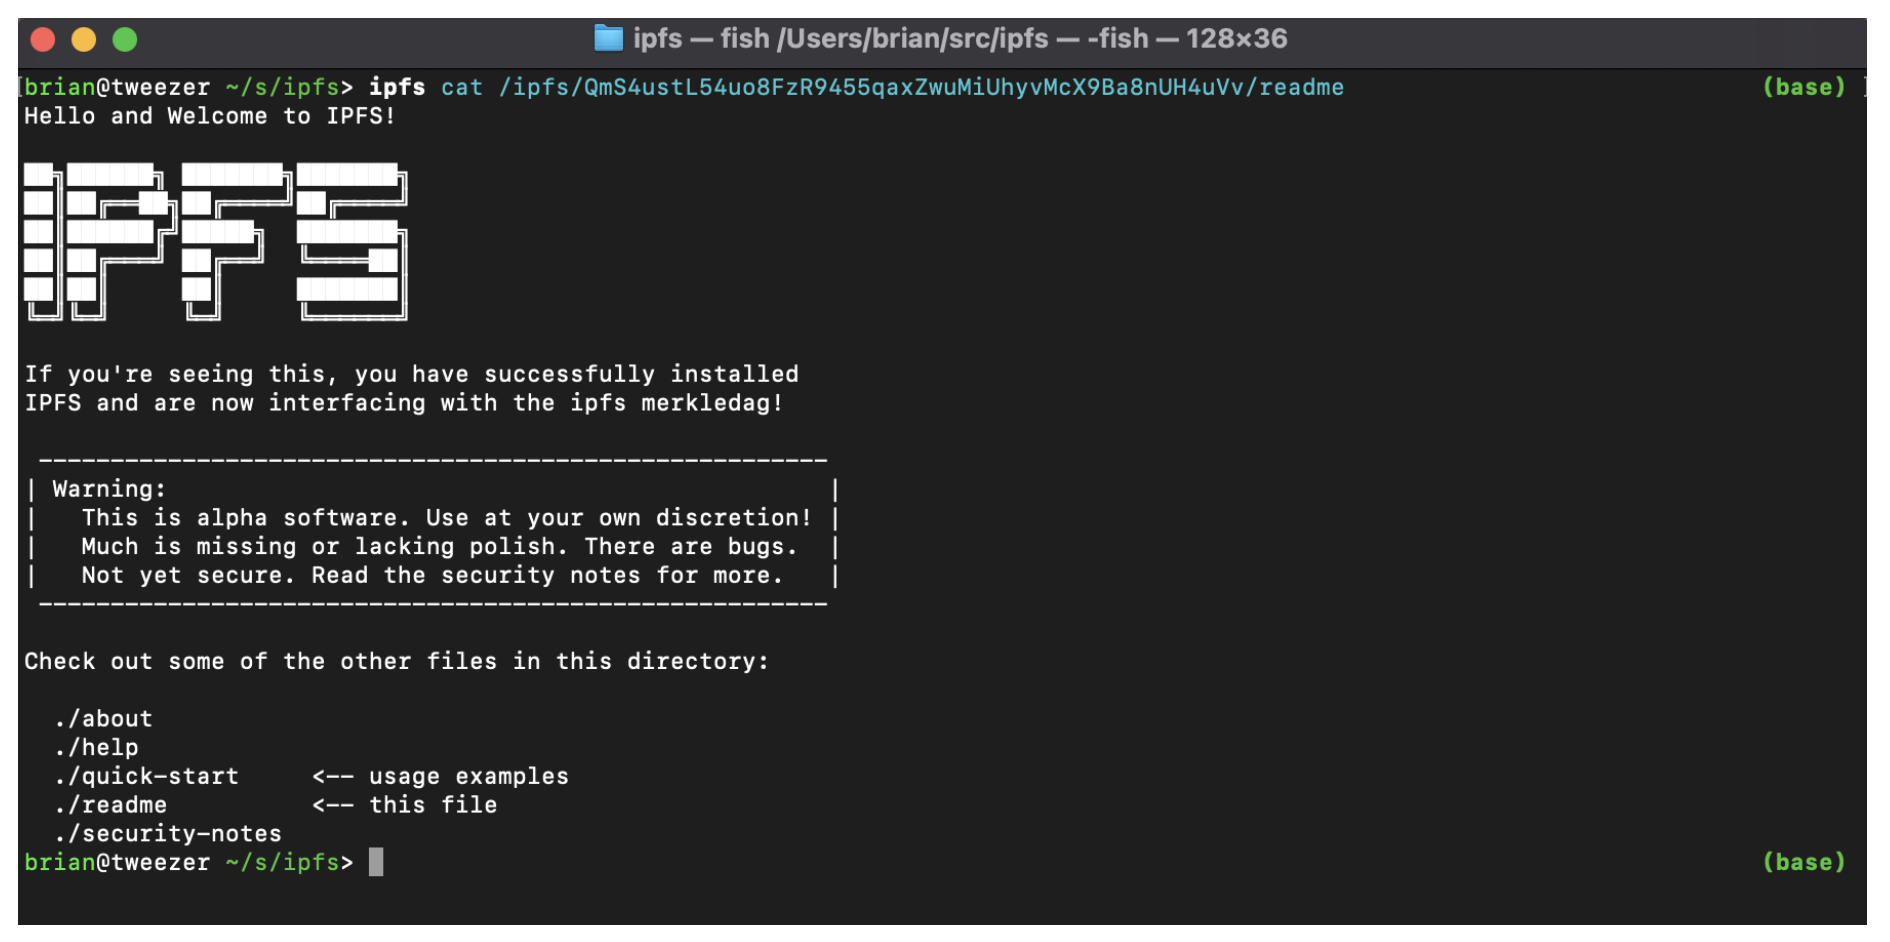 ipfs — fish /Users/brian/src/ipfs — -fish — 128×36
[brian@tweezer ~/s/ipfs> ipfs cat /ipfs/QmS4ustL54uo8FzR9455qaxZwuMiUhyvMcX9Ba8nUH4uVv/readme (base) ]
Hello and Welcome to IPFS!
IPFS
If you're seeing this, you have successfully installed
IPFS and are now interfacing with the ipfs merkledag!
-------------------------------------------------------
| Warning: |
| This is alpha software. Use at your own discretion! |
| Much is missing or lacking polish. There are bugs. |
| Not yet secure. Read the security notes for more. |
-------------------------------------------------------
Check out some of the other files in this directory:
./about
./help
./quick-start <-- usage examples
./readme <-- this file
./security-notes
brian@tweezer ~/s/ipfs> (base)